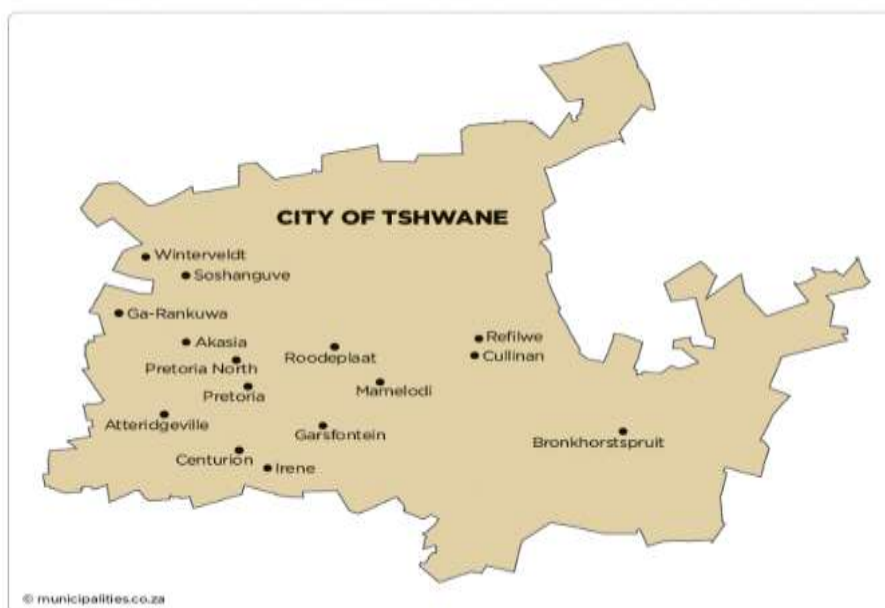 CITY OF TSHWANE
Winterveldt
Soshanguve
Ga-Rankuwa
Akasia
Pretoria North
Roodeplaat
Refilwe
Cullinan
Pretoria
Mamelodi
Atteridgeville
Garsfontein
Bronkhorstspruit
Centurion
Irene
© municipalities.co.za